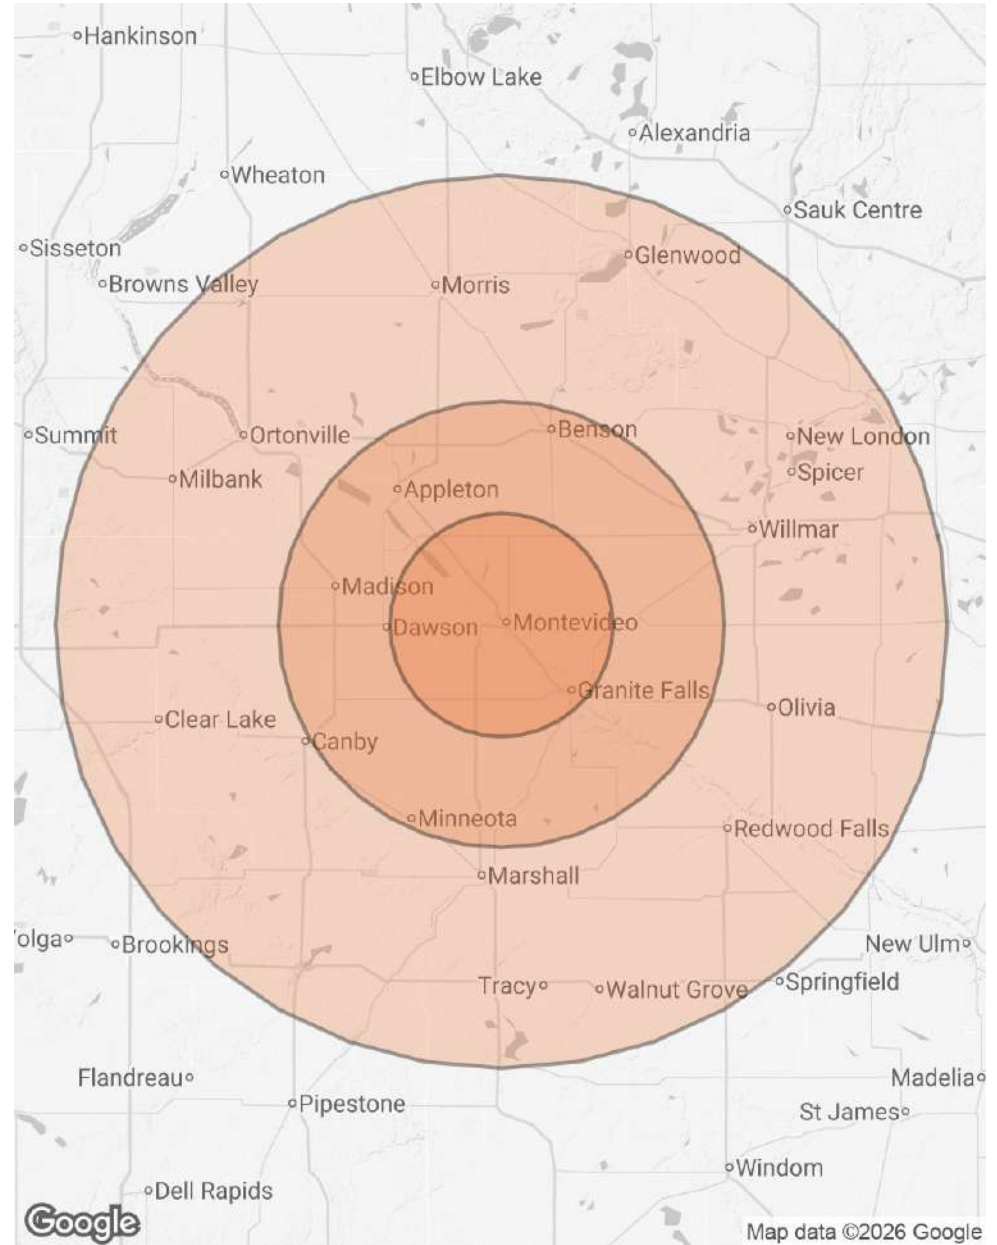 Hankinson
Elbow Lake
Alexandria
Wheaton
Sauk Centre
Sisseton
Glenwood
Browns Valley
Morris
Benson
Summit
Ortonville
New London
Spicer
Milbank
Appleton
Willmar
Madison
Montevideo
Dawson
Granite Falls
Olivia
Clear Lake
Canby
Minneota
Redwood Falls
Marshall
olga
Brookings
New Ulm
Tracy
Walnut Grove
Springfield
Flandreau
Madelia
Pipestone
St James
Windom
Dell Rapids
Google
Map data ©2026 Google